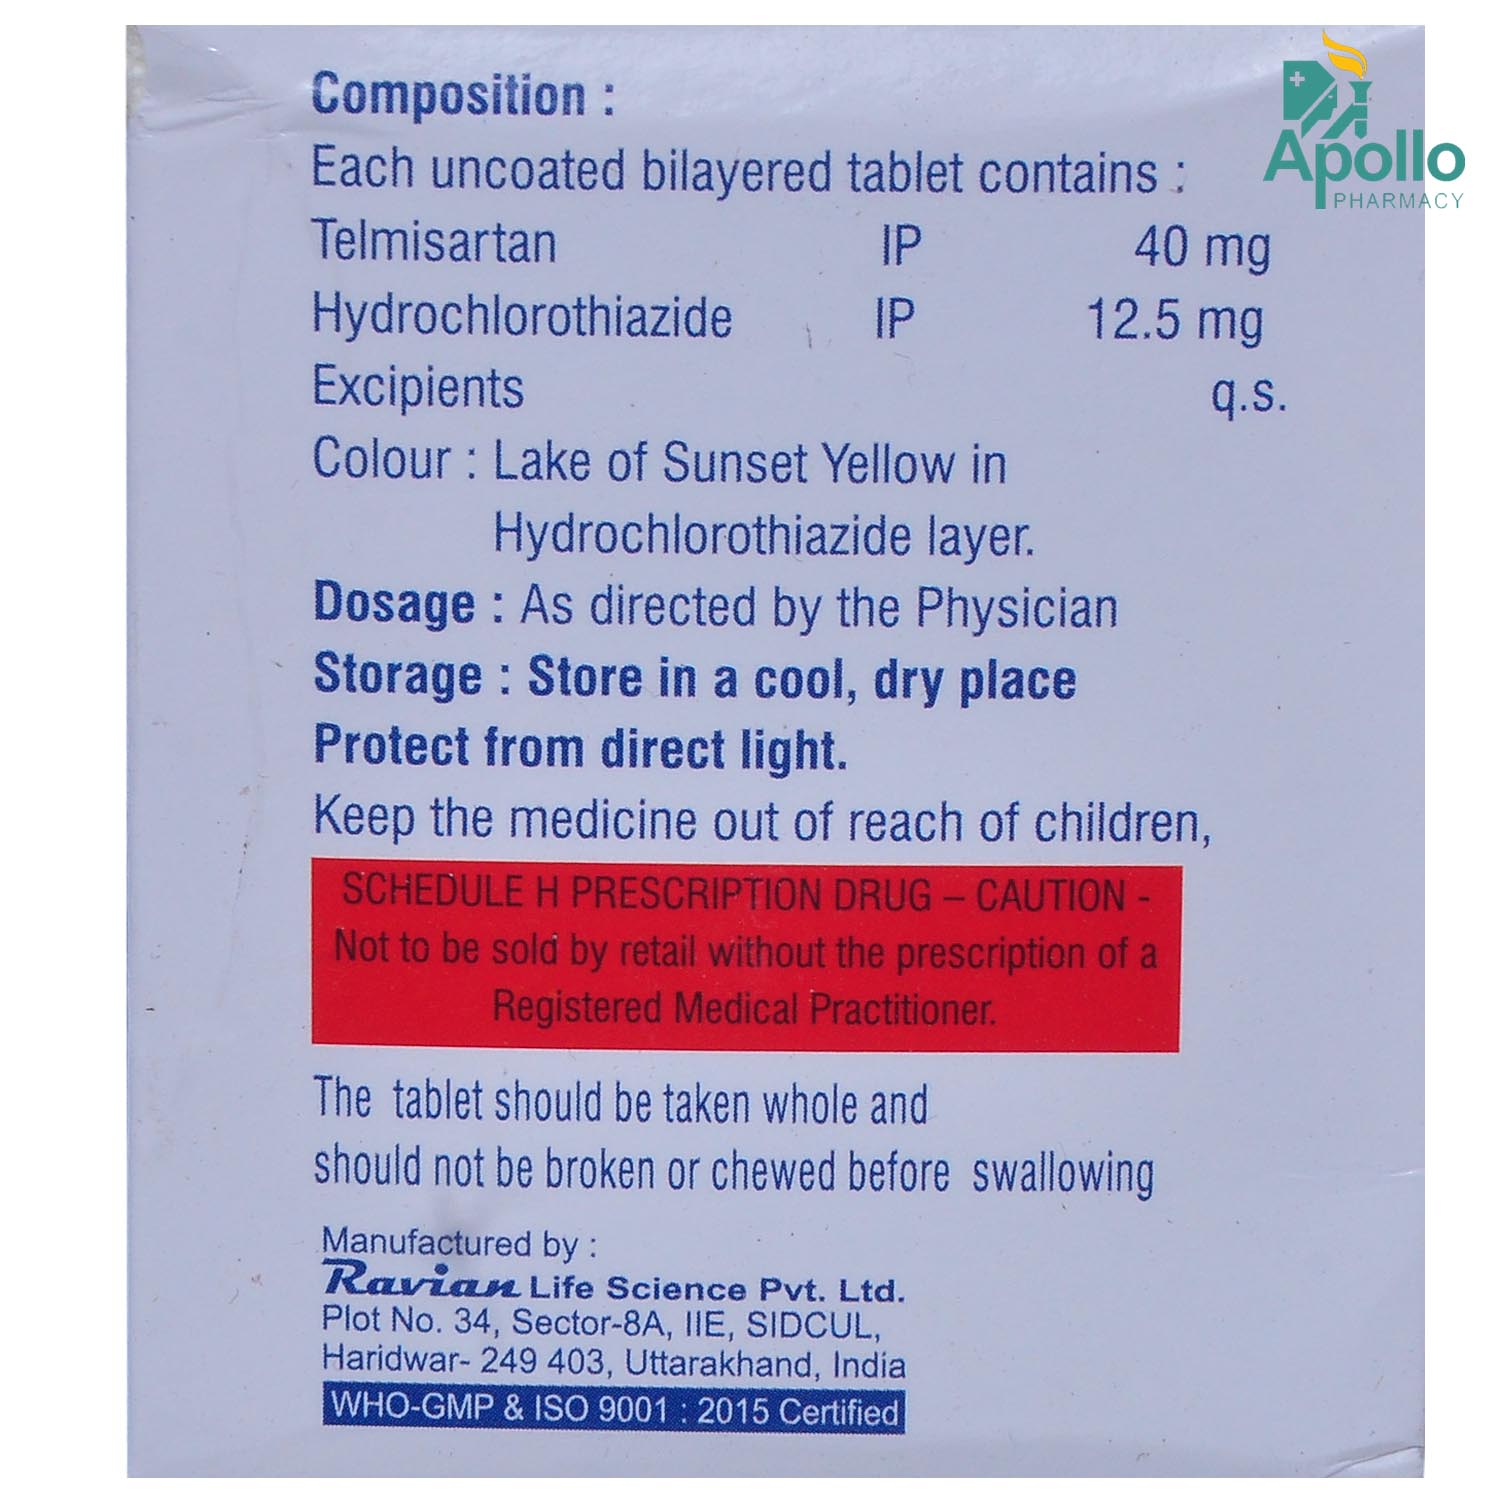 Apollo
PHARMACY
Composition :
Each uncoated bilayered tablet contains :
Telmisartan IP 40 mg
Hydrochlorothiazide IP 12.5 mg
Excipients q.s.
Colour : Lake of Sunset Yellow in
Hydrochlorothiazide layer.
Dosage : As directed by the Physician
Storage : Store in a cool, dry place
Protect from direct light.
Keep the medicine out of reach of children,
SCHEDULE H PRESCRIPTION DRUG – CAUTION -
Not to be sold by retail without the prescription of a
Registered Medical Practitioner.
The tablet should be taken whole and
should not be broken or chewed before swallowing
Manufactured by :
Ravian Life Science Pvt. Ltd.
Plot No. 34, Sector-8A, IIE, SIDCUL,
Haridwar- 249 403, Uttarakhand, India
WHO-GMP & ISO 9001 : 2015 Certified